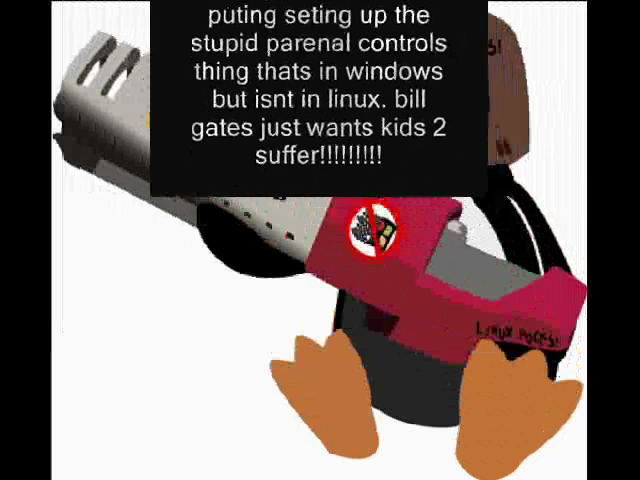 puting seting up the
stupid parenal controls
thing thats in windows
but isnt in linux. bill
gates just wants kids 2
suffer!!!!!!!!!
LINUX ROCKS!